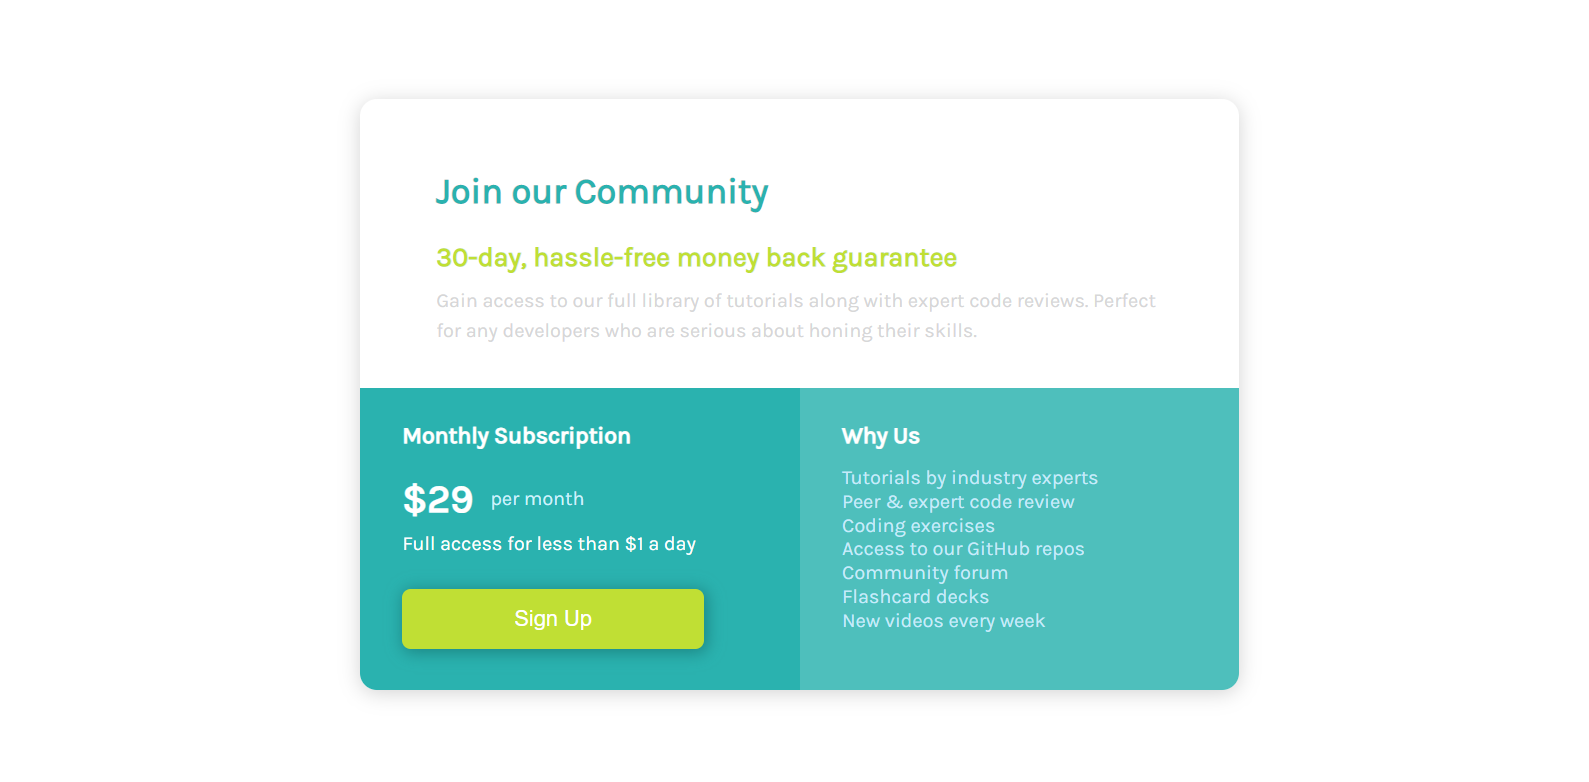 Join our Community
30-day, hassle-free money back guarantee
Gain access to our full library of tutorials along with expert code reviews. Perfect
for any developers who are serious about honing their skills.
Monthly Subscription
$29 per month
Full access for less than $1 a day
Sign Up
Why Us
Tutorials by industry experts
Peer & expert code review
Coding exercises
Access to our GitHub repos
Community forum
Flashcard decks
New videos every week